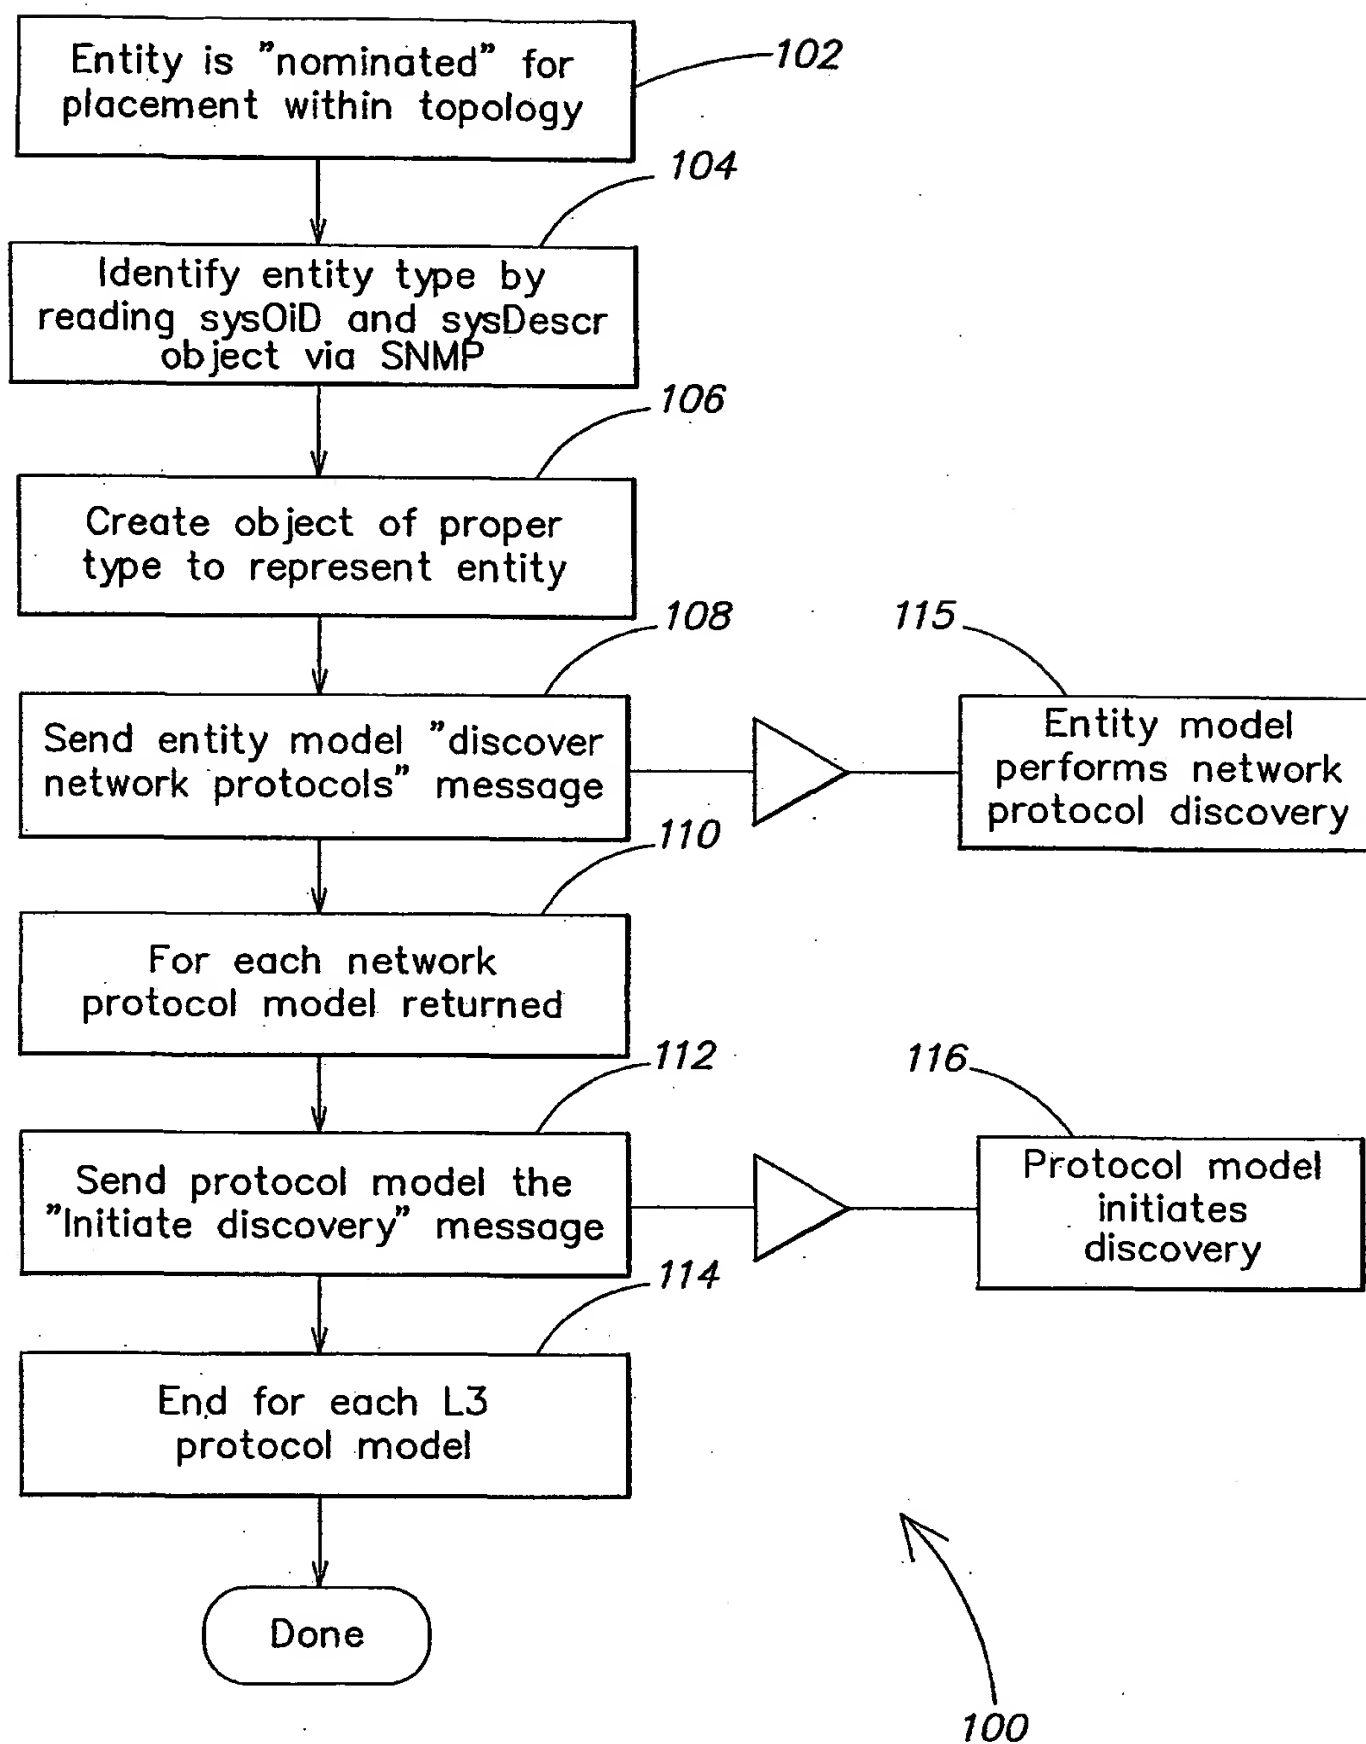 Entity is "nominated" for
placement within topology
102
104
Identify entity type by
reading sysOiD and sysDescr
object via SNMP
106
Create object of proper
type to represent entity
108
115
Send entity model "discover
network protocols" message
Entity model
performs network
protocol discovery
110
For each network
protocol model returned
112
116
Send protocol model the
"Initiate discovery" message
Protocol model
initiates
discovery
114
End for each L3
protocol model
Done
100